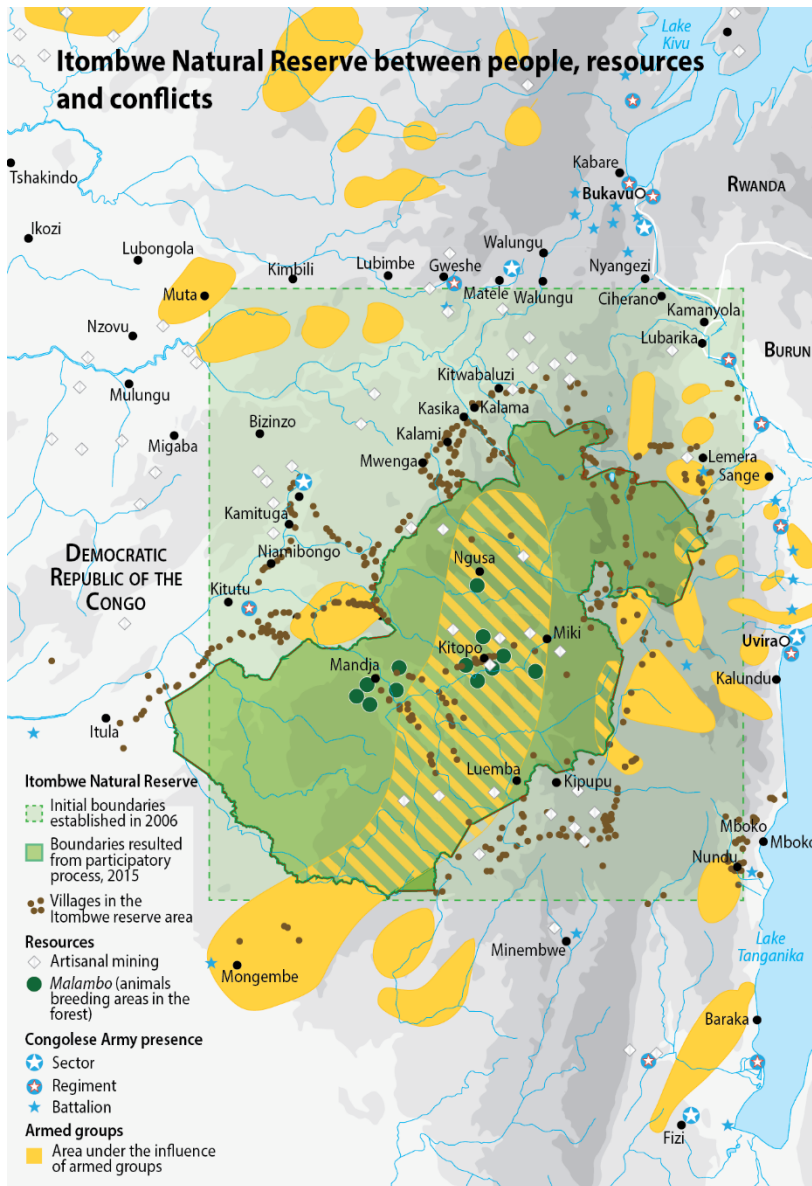 Itombwe Natural Reserve between people, resources
and conflicts
Lake
Kivu
Tshakindo
Kabare
Bukavu
RWANDA
Ikozi
Lubongola
Kimbili
Lubimbe
Gweshe
Walungu
Matele
Walungu
Nyangezi
Muta
Ciherano
Kamanyola
Nzovu
Lubarika
BURUN
Mulungu
Kitwabaluzi
Kasika
Kalama
Migaba
Bizinzo
Kalami
Mwenga
Lemera
Sange
Kamituga
DEMOCRATIC
REPUBLIC OF THE
CONGO
Niamibongo
Ngusa
Kitutu
Miki
Uvira
Kitopo
Mandja
Kalundu
Itula
Luemba
Kipupu
Itombwe Natural Reserve
Initial boundaries
established in 2006
Boundaries resulted
from participatory
process, 2015
Villages in the
Itombwe reserve area
Mboko
Mboko
Nundu
Resources
Artisanal mining
Malambo (animals
breeding areas in the
forest)
Minembwe
Mongembe
Lake
Tanganika
Baraka
Congolese Army presence
Sector
Regiment
Battalion
Armed groups
Area under the influence
of armed groups
Fizi